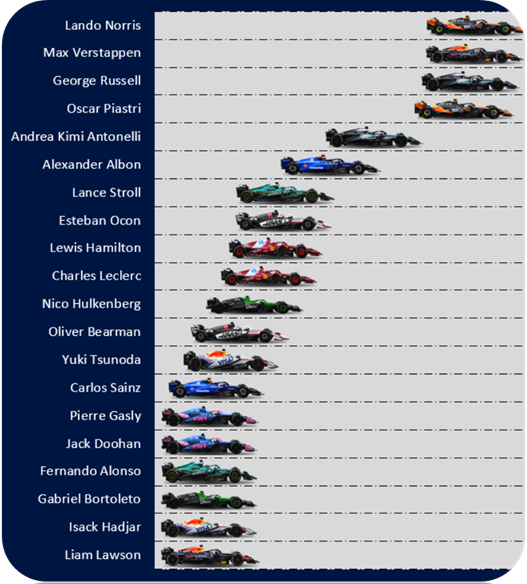 Lando Norris
Max Verstappen
George Russell
Oscar Piastri
Andrea Kimi Antonelli
Alexander Albon
Lance Stroll
Esteban Ocon
Lewis Hamilton
Charles Leclerc
Nico Hulkenberg
Oliver Bearman
Yuki Tsunoda
Carlos Sainz
Pierre Gasly
Jack Doohan
Fernando Alonso
Gabriel Bortoleto
Isack Hadjar
Liam Lawson